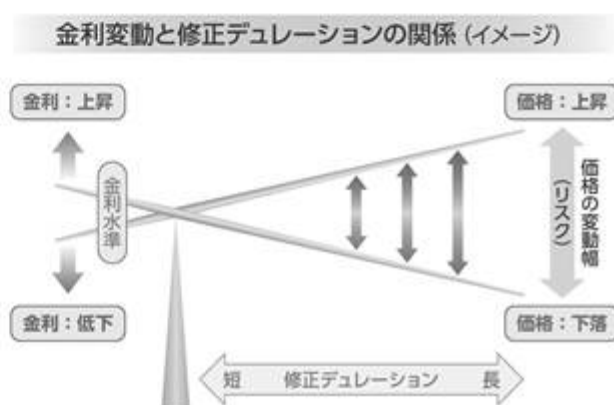 金利変動と修正デュレーションの関係(イメージ)
金利：上昇
価格：上昇
金利水準
価格の変動幅
(リスク)
金利：低下
価格：下落
短 修正デュレーション 長